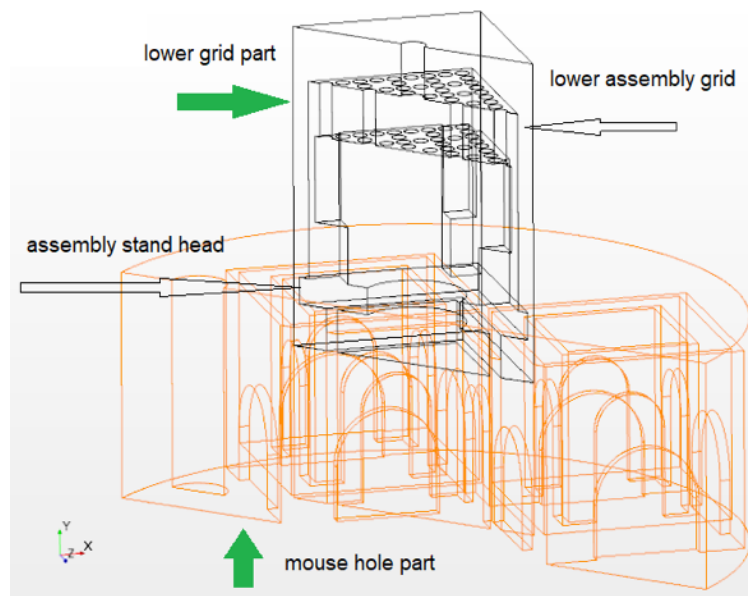 lower grid part
lower assembly grid
assembly stand head
mouse hole part
Y
X
Z